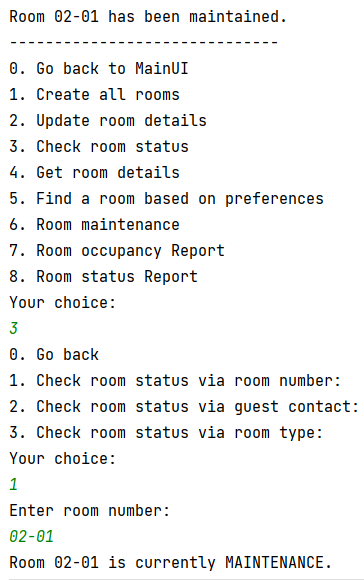 Room 02-01 has been maintained.
------------------------------
0. Go back to MainUI
1. Create all rooms
2. Update room details
3. Check room status
4. Get room details
5. Find a room based on preferences
6. Room maintenance
7. Room occupancy Report
8. Room status Report
Your choice:
3
0. Go back
1. Check room status via room number:
2. Check room status via guest contact:
3. Check room status via room type:
Your choice:
1
Enter room number:
02-01
Room 02-01 is currently MAINTENANCE.